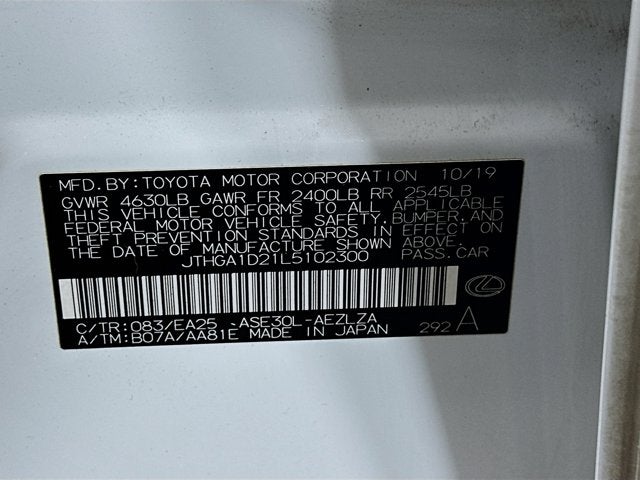 MFD. BY: TOYOTA MOTOR CORPORATION 10/19
GVWR 4630LB GAWR FR 2400LB RR 2545LB
THIS VEHICLE CONFORMS TO ALL APPLICABLE
FEDERAL MOTOR VEHICLE SAFETY, BUMPER, AND
THEFT PREVENTION STANDARDS IN EFFECT ON
THE DATE OF MANUFACTURE SHOWN ABOVE.
JTHGA1D21L5102300 PASS. CAR
C/TR: 083/EA25 ASE30L-AEZLZA
A/TM: B07A/AA81E MADE IN JAPAN 292 A